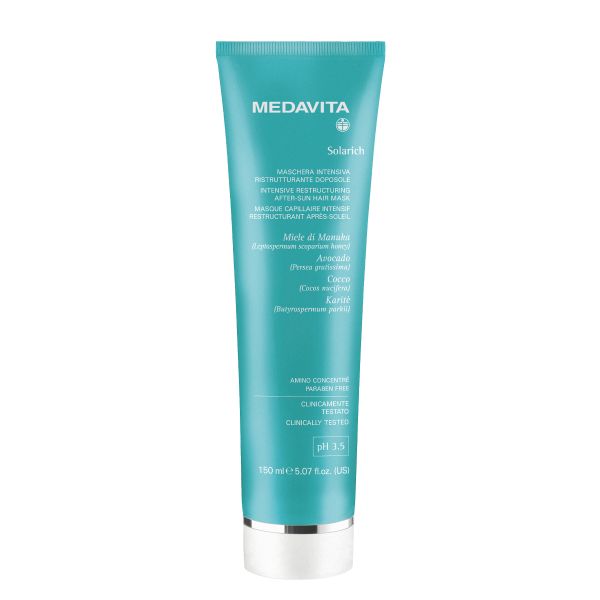 MEDAVITA
Solarich
MASCHERA INTENSIVA
RISTRUTTURANTE DOPOSOLE
INTENSIVE RESTRUCTURING
AFTER-SUN HAIR MASK
MASQUE CAPILLAIRE INTENSIF
RESTRUCTURANT APRÈS-SOLEIL
Miele di Manuka
(Leptospermum scoparium honey)
Avocado
(Persea gratissima)
Cocco
(Cocos nucifera)
Karitè
(Butyrospermum parkii)
AMINO CONCENTRÉ
PARABEN FREE
CLINICAMENTE
TESTATO
CLINICALLY TESTED
pH 3.5
150 ml ℮ 5.07 fl.oz. (US)